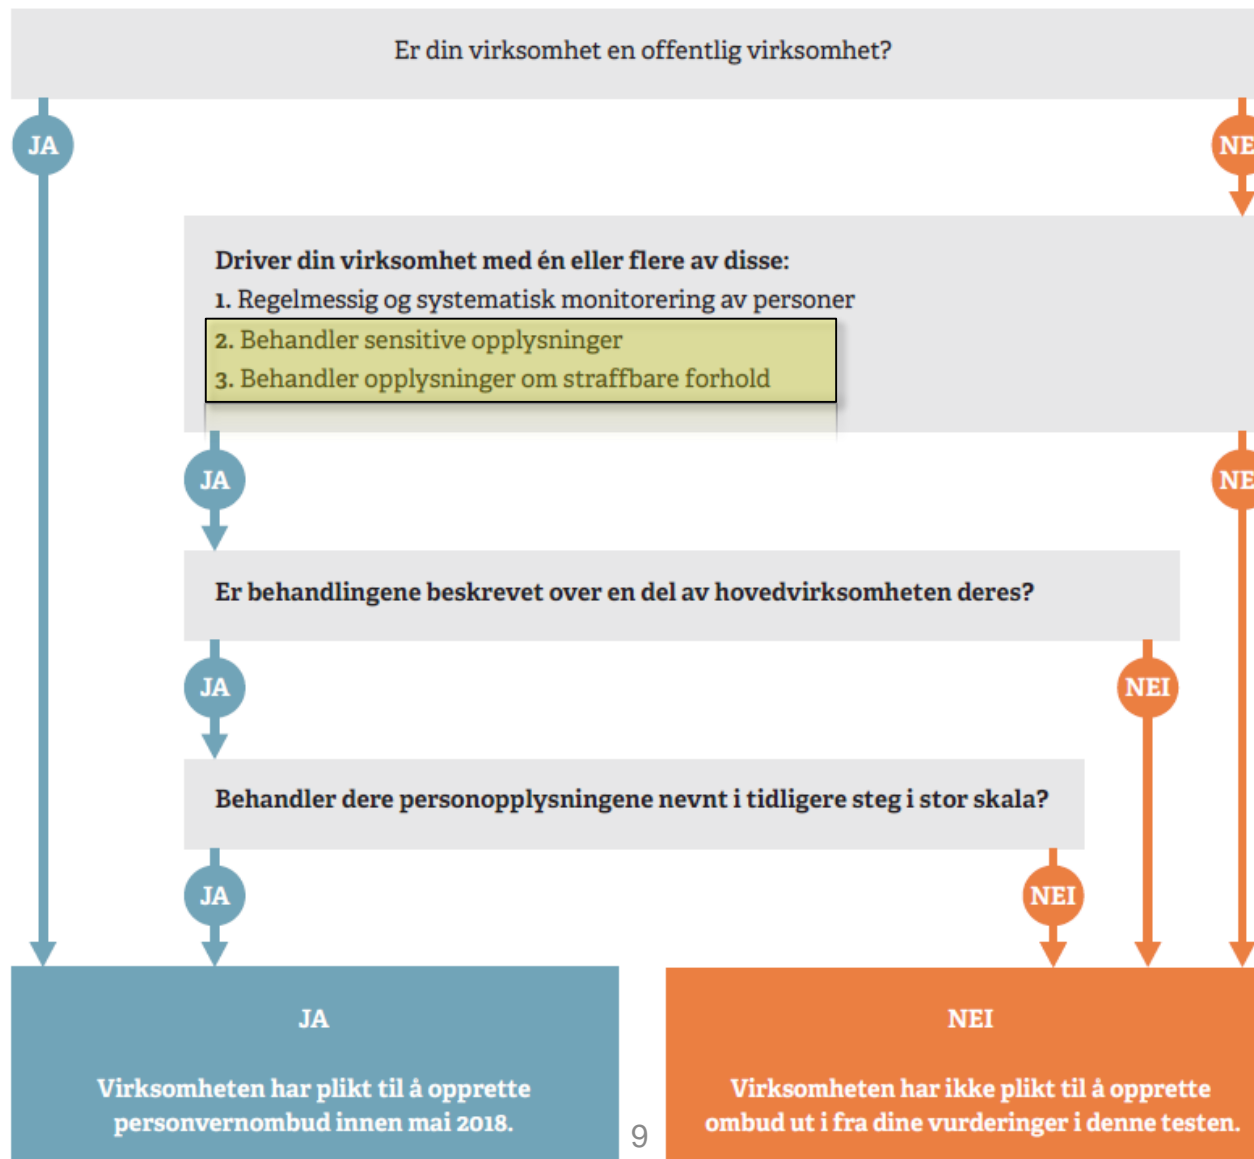 Er din virksomhet en offentlig virksomhet?
JA
NE
Driver din virksomhet med én eller flere av disse:
1. Regelmessig og systematisk monitorering av personer
2. Behandler sensitive opplysninger
3. Behandler opplysninger om straffbare forhold
JA
NE
Er behandlingene beskrevet over en del av hovedvirksomheten deres?
JA
NEI
Behandler dere personopplysningene nevnt i tidligere steg i stor skala?
JA
NEI
JA
Virksomheten har plikt til å opprette
personvernombud innen mai 2018.
9
NEI
Virksomheten har ikke plikt til å opprette
ombud ut i fra dine vurderinger i denne testen.